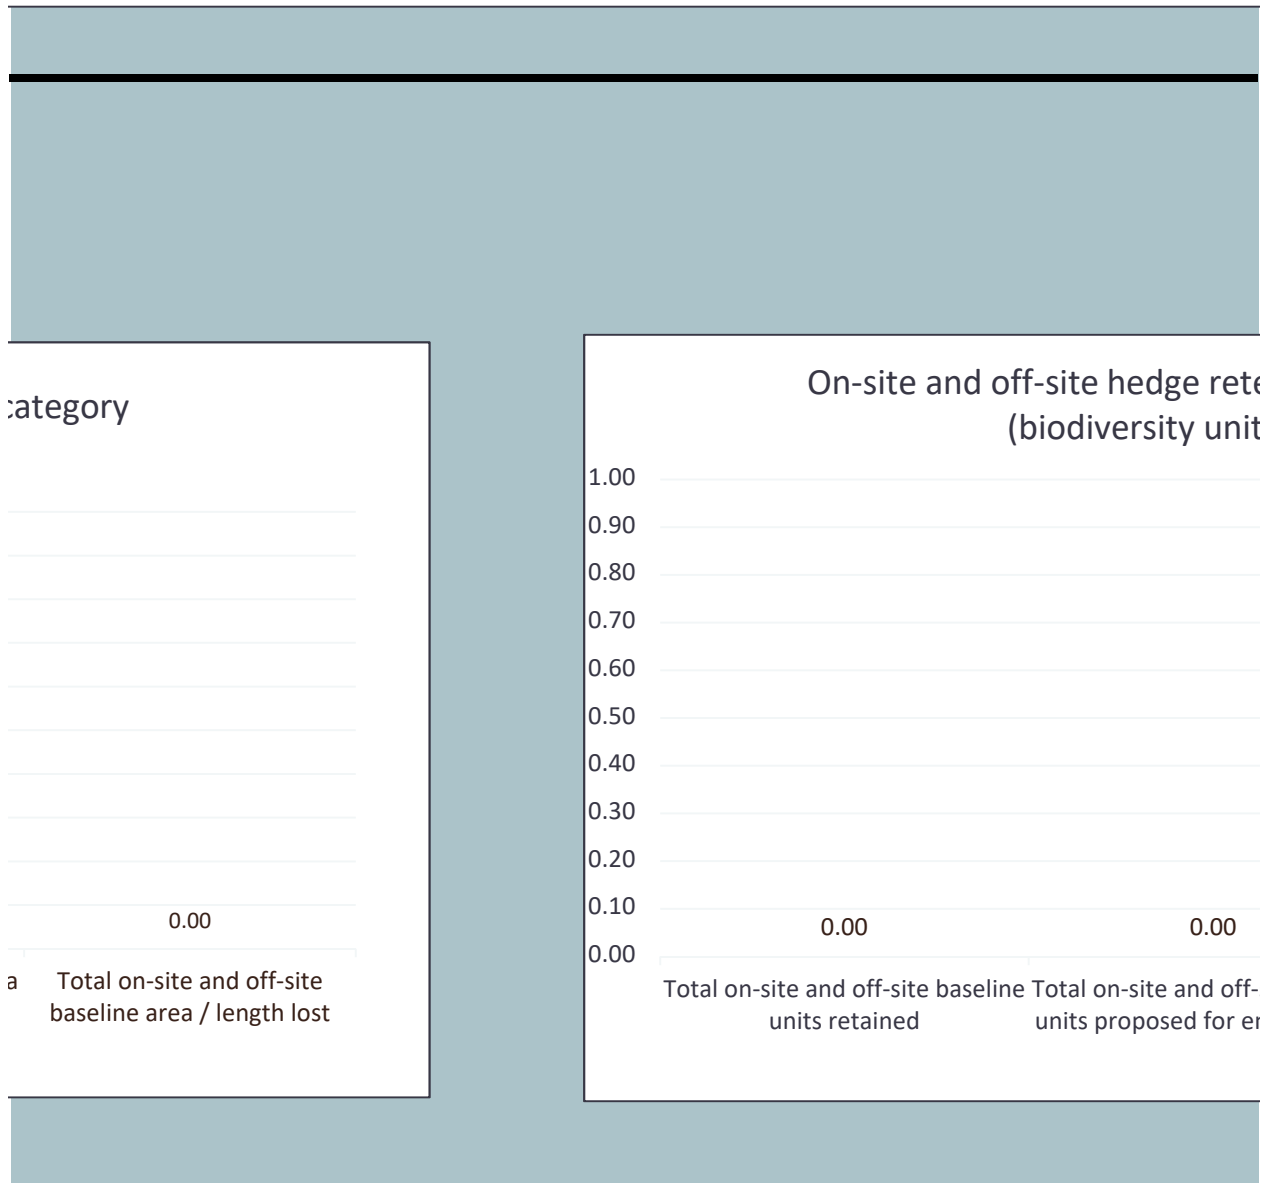 category
0.00
a
Total on-site and off-site
baseline area / length lost
On-site and off-site hedge rete
(biodiversity unit
1.00
0.90
0.80
0.70
0.60
0.50
0.40
0.30
0.20
0.10
0.00
0.00
0.00
Total on-site and off-site baseline
units retained
Total on-site and off-
units proposed for en